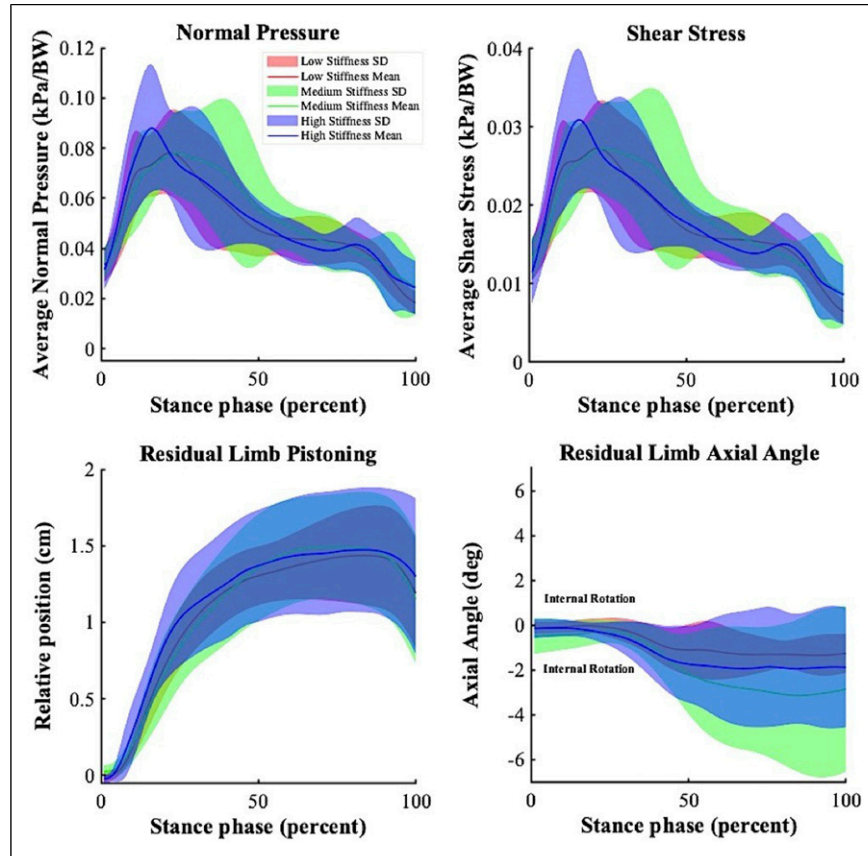 Normal Pressure
Average Normal Pressure (kPa/BW)
0.12
0.10
0.08
0.06
0.04
0.02
0
Low Stiffness SD
Low Stiffness Mean
Medium Stiffness SD
Medium Stiffness Mean
High Stiffness SD
High Stiffness Mean
0
50
100
Stance phase (percent)
Shear Stress
Average Shear Stress (kPa/BW)
0.04
0.03
0.02
0.01
0
0
50
100
Stance phase (percent)
Residual Limb Pistoning
Relative position (cm)
2
1.5
1
0.5
0
0
50
100
Stance phase (percent)
Residual Limb Axial Angle
Axial Angle (deg)
6
4
2
0
-2
-4
-6
Internal Rotation
Internal Rotation
0
50
100
Stance phase (percent)